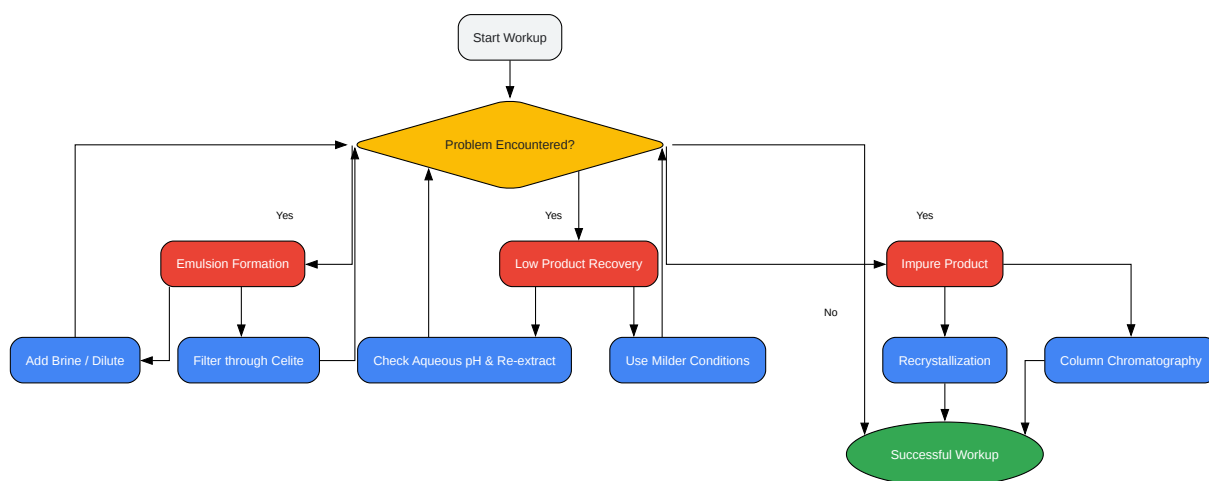 Start Workup
Problem Encountered?
Yes
Yes
Yes
Emulsion Formation
Low Product Recovery
Impure Product
No
Add Brine / Dilute
Filter through Celite
Check Aqueous pH & Re-extract
Use Milder Conditions
Recrystallization
Column Chromatography
Successful Workup